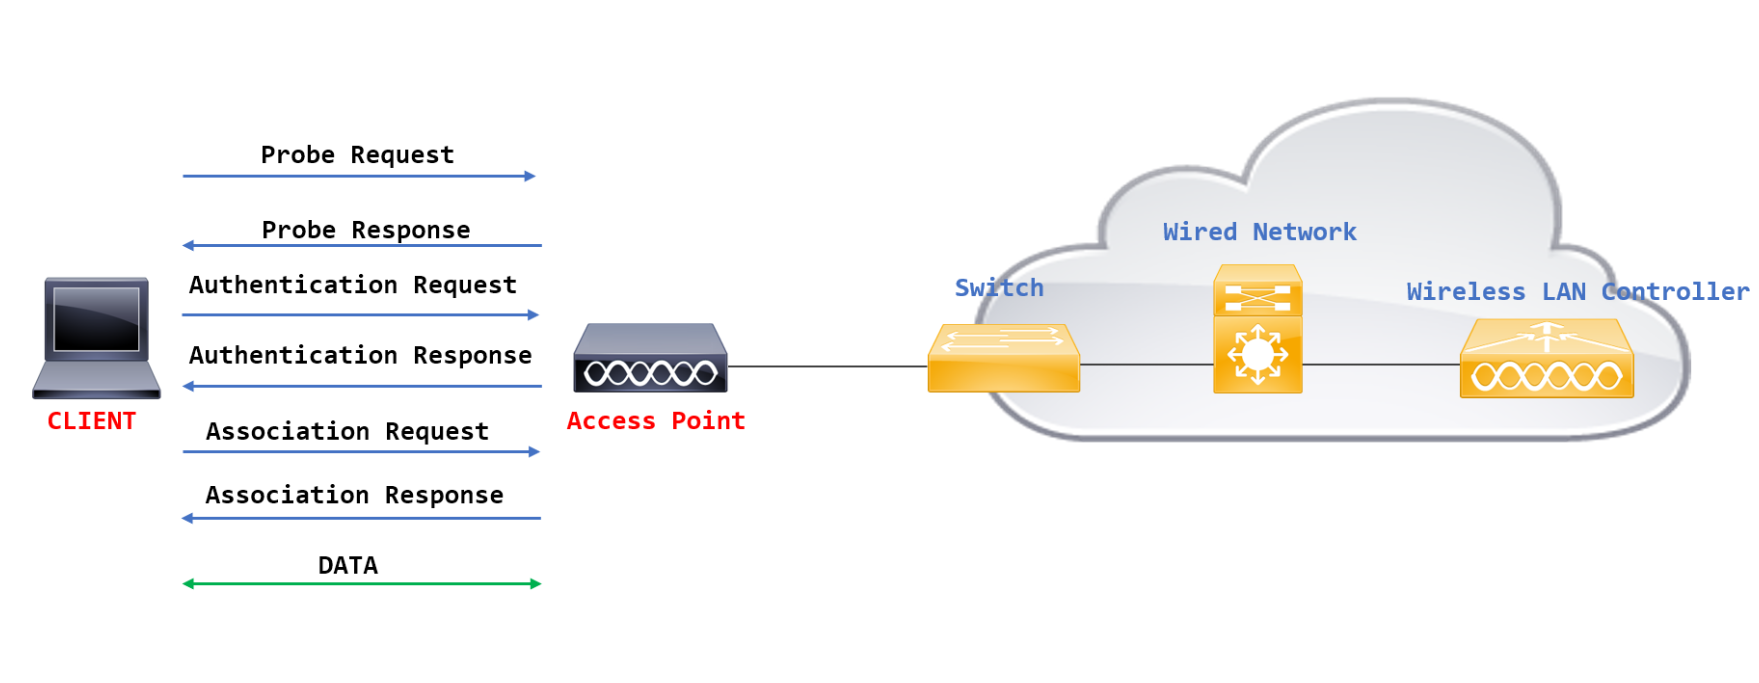 Probe Request
Probe Response
Authentication Request
Authentication Response
Association Request
Association Response
DATA
CLIENT
Access Point
Switch
Wired Network
Wireless LAN Controller